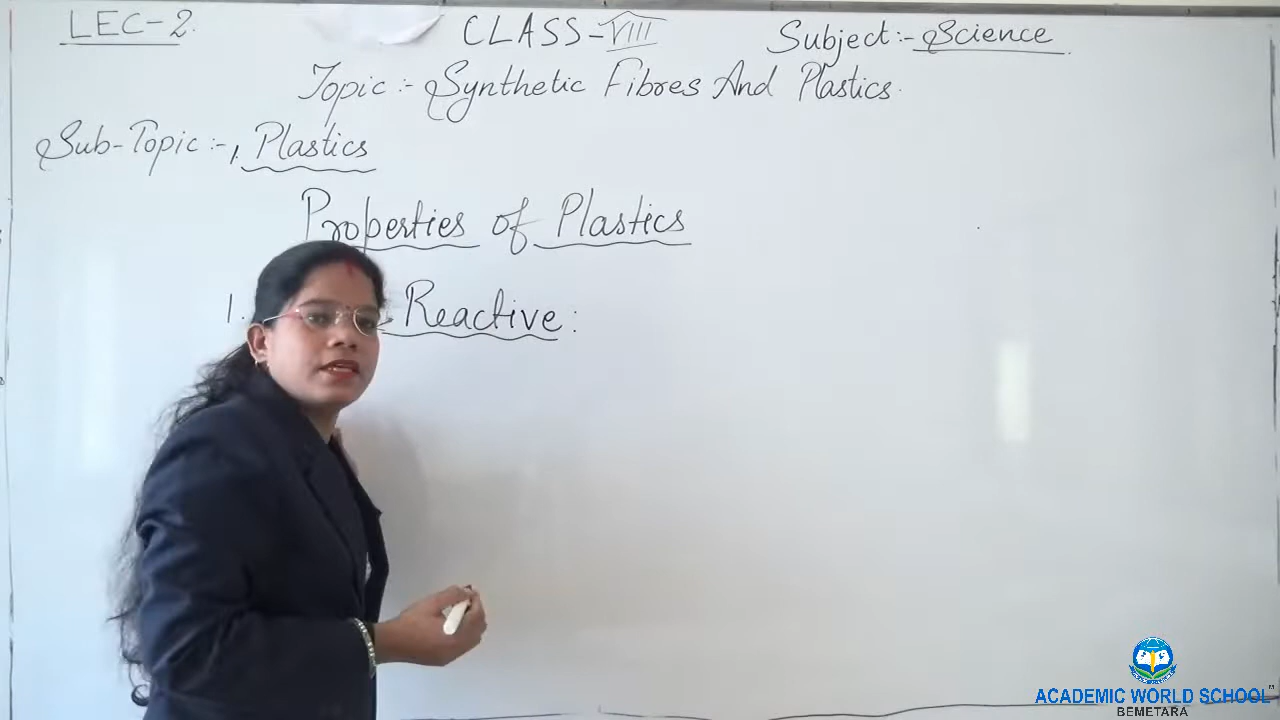 LEC-2. CLASS-VIII Subject:- Science
Topic:- Synthetic Fibres And Plastics.
Sub-Topic:- 1. Plastics
Properties of Plastics
1. Reactive:
ACADEMIC WORLD SCHOOL
BEMETARA